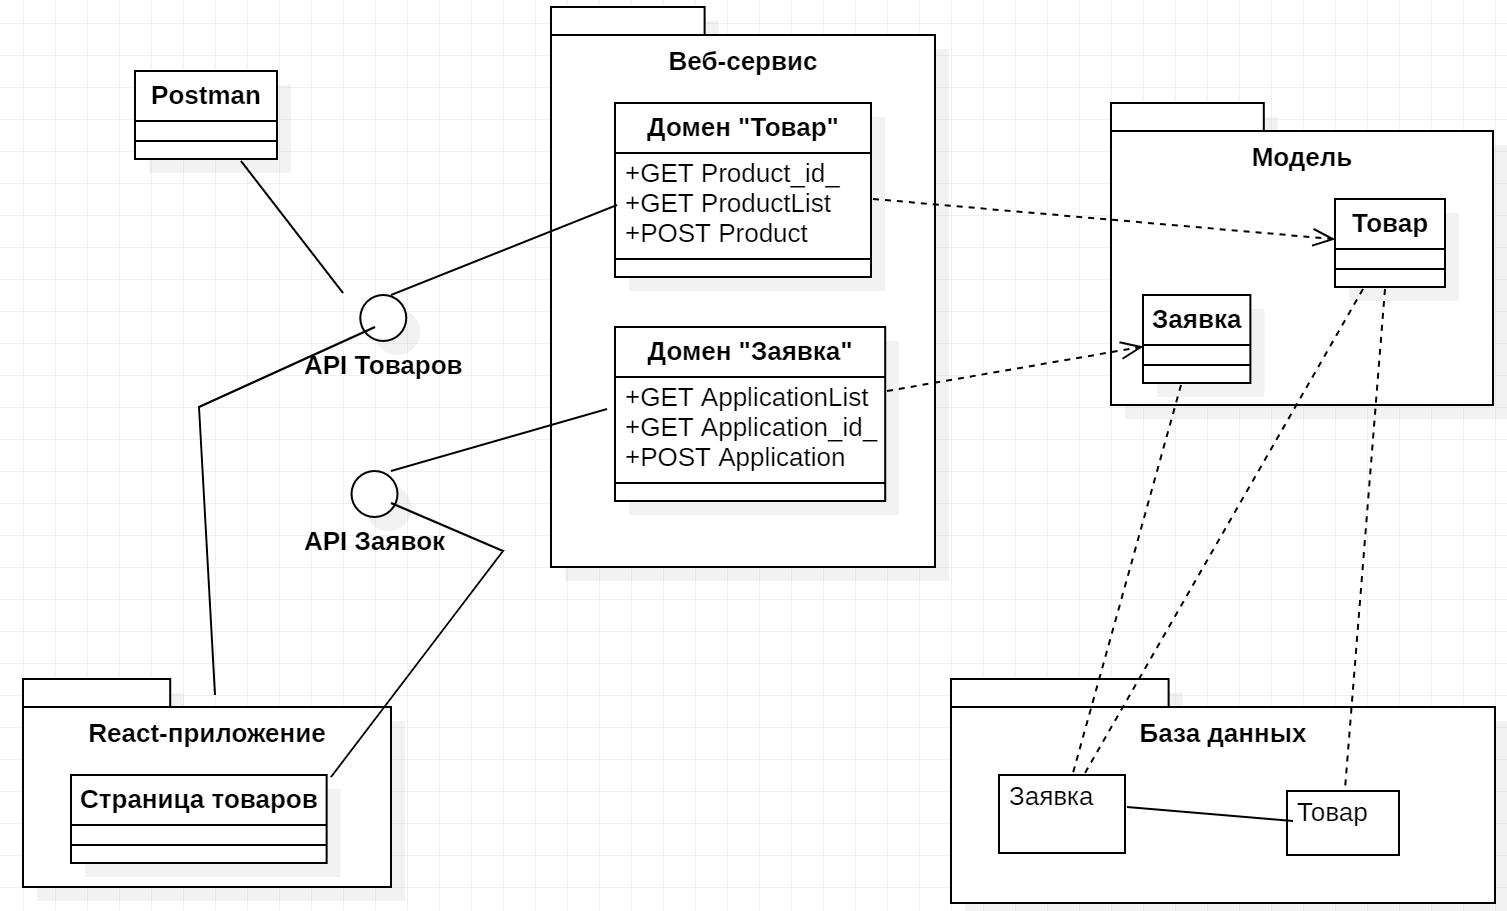 Postman
API Товаров
API Заявок
Веб-сервис
Домен "Товар"
+GET Product_id_
+GET ProductList
+POST Product
Домен "Заявка"
+GET ApplicationList
+GET Application_id_
+POST Application
Модель
Товар
Заявка
React-приложение
Страница товаров
База данных
Заявка
Товар